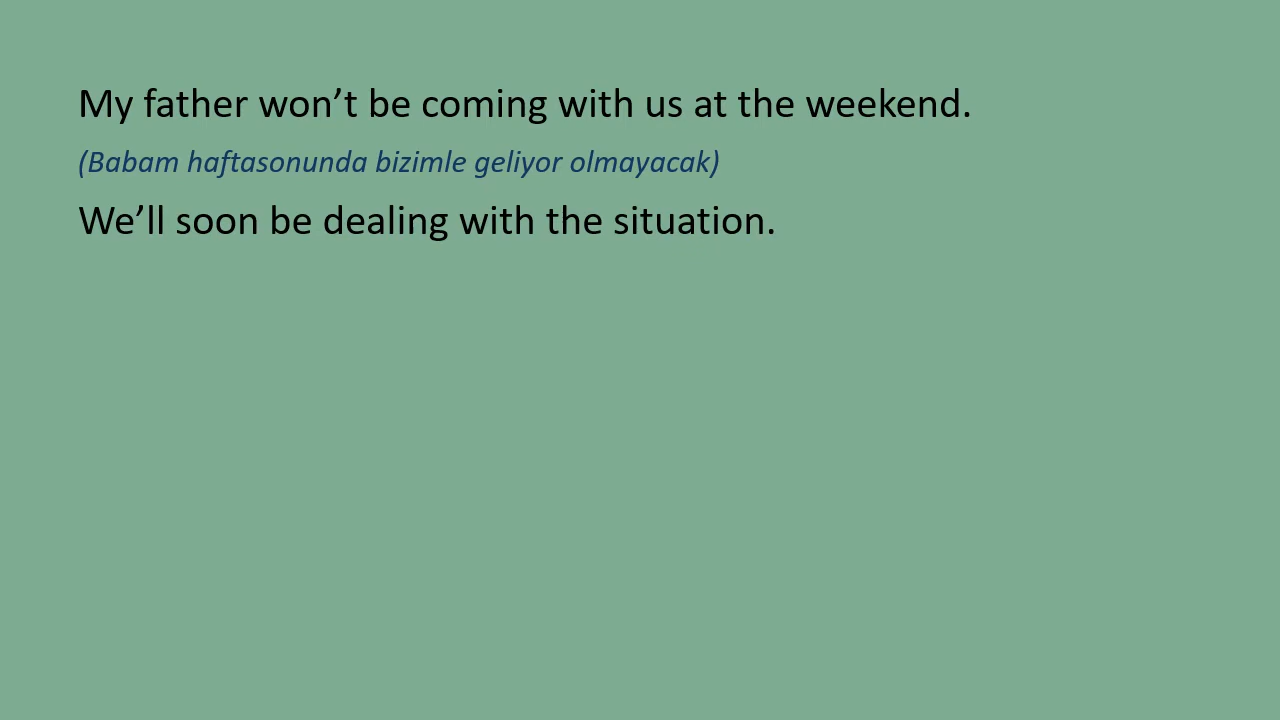 My father won’t be coming with us at the weekend.
(Babam haftasonunda bizimle geliyor olmayacak)
We’ll soon be dealing with the situation.